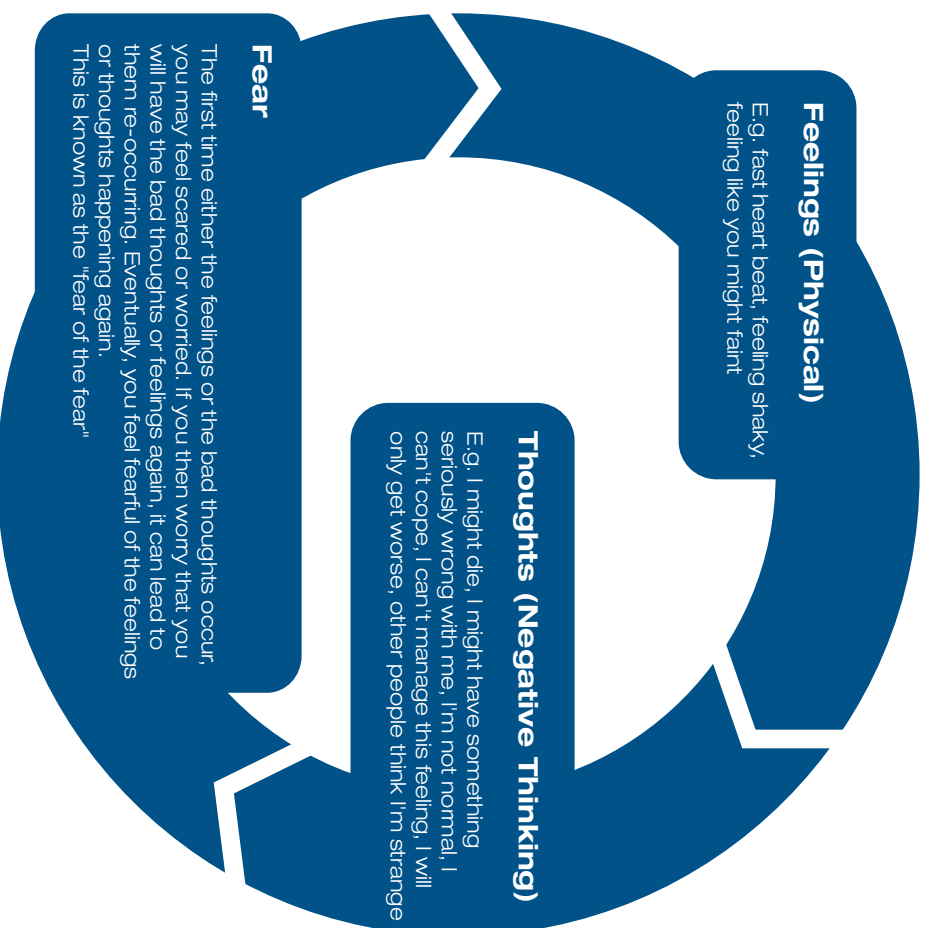 Feelings (Physical)
E.g. fast heart beat, feeling shaky,
feeling like you might faint
Thoughts (Negative Thinking)
E.g. I might die, I might have something
seriously wrong with me, I'm not normal, I
can't cope, I can't manage this feeling, I will
only get worse, other people think I'm strange
Fear
The first time either the feelings or the bad thoughts occur,
you may feel scared or worried. If you then worry that you
will have the bad thoughts or feelings again, it can lead to
them re-occurring. Eventually, you feel fearful of the feelings
or thoughts happening again.
This is known as the "fear of the fear"